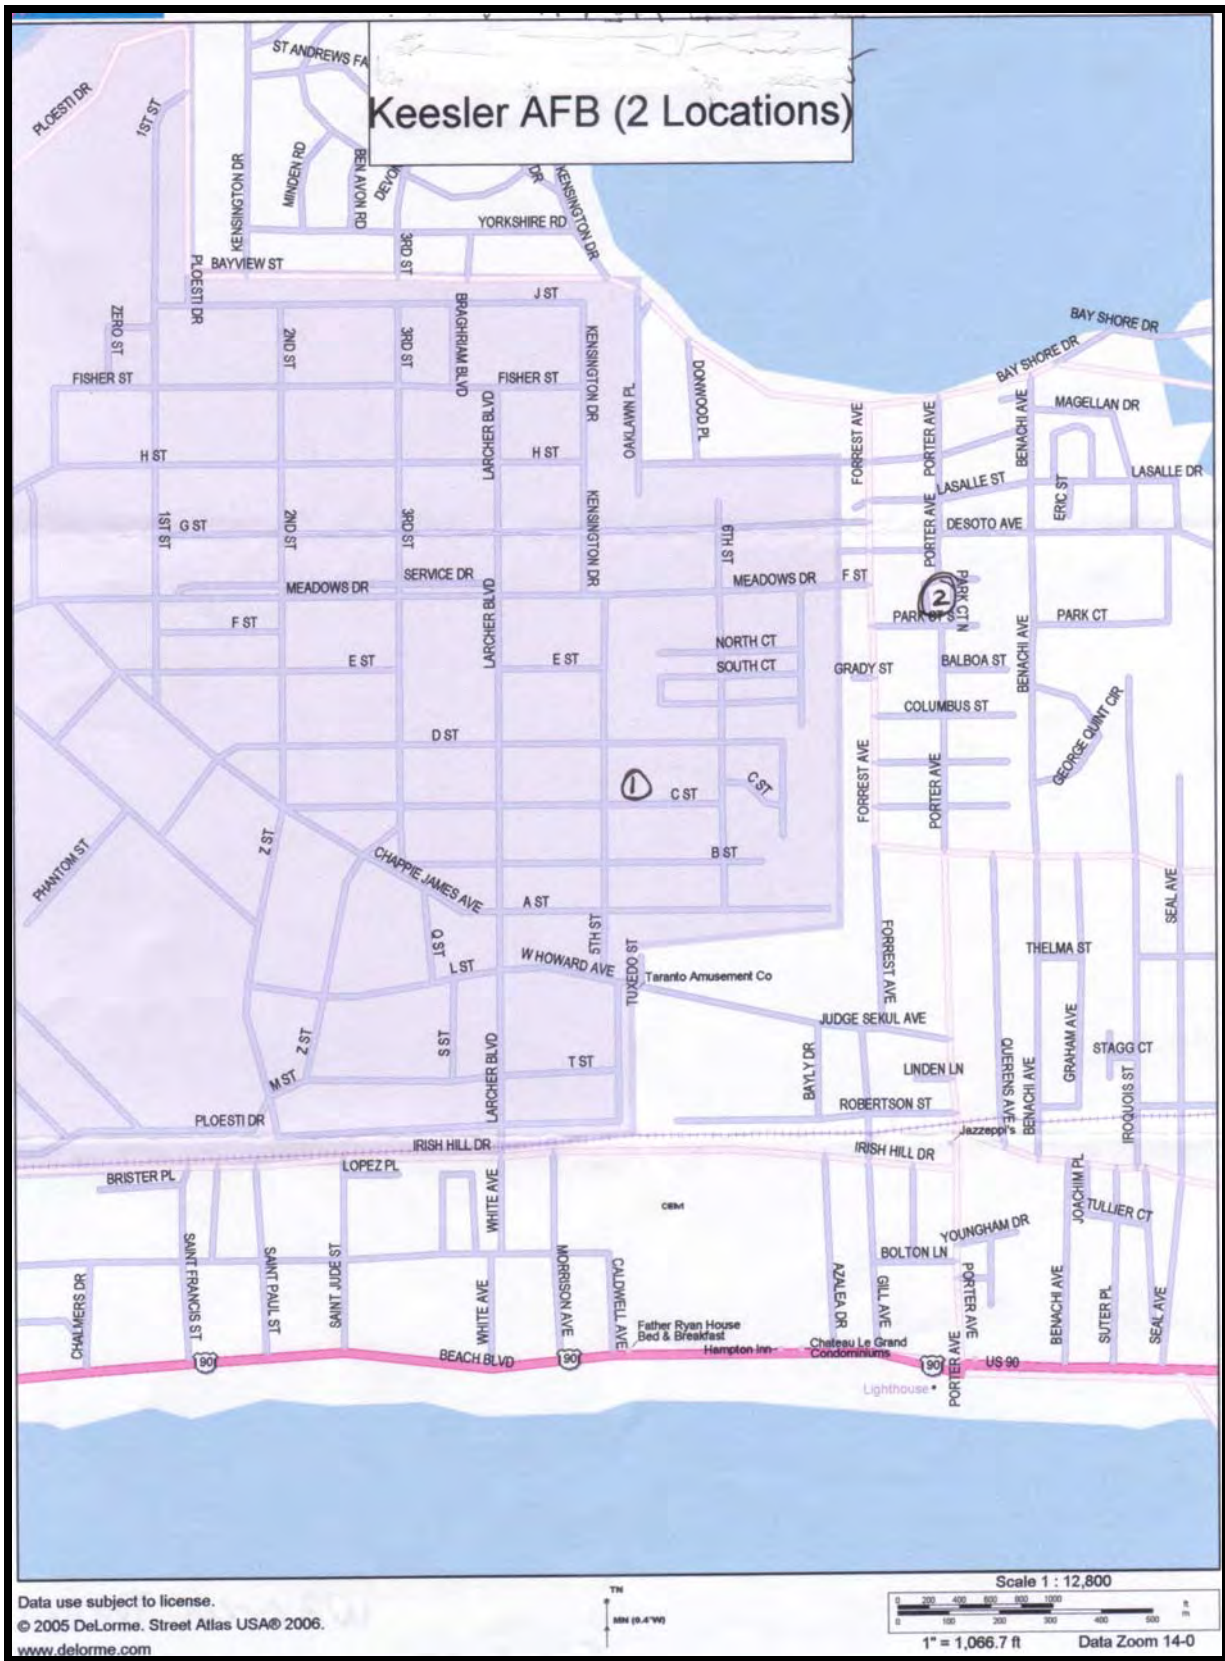 ST ANDREWS FA
Keesler AFB (2 Locations)
PLOESTI DR
1ST ST
KENSINGTON DR
MINDEN RD
BEN AVON RD
DEVON
DR
KENSINGTON DR
YORKSHIRE RD
3RD ST
BAYVIEW ST
PLOESTI DR
J ST
ZERO ST
2ND ST
3RD ST
BRAGHRIAM BLVD
KENSINGTON DR
BAY SHORE DR
BAY SHORE DR
FISHER ST
FISHER ST
LARCHER BLVD
OAKLAWN PL
DONWOOD PL
FORREST AVE
PORTER AVE
BENACHI AVE
MAGELLAN DR
H ST
H ST
LASALLE ST
LASALLE DR
ERIC ST
1ST ST
G ST
2ND ST
3RD ST
KENSINGTON DR
6TH ST
PORTER AVE
DESOTO AVE
MEADOWS DR
SERVICE DR
LARCHER BLVD
MEADOWS DR
F ST
2
PARK CT N
PARK CT S
PARK CT
F ST
E ST
E ST
NORTH CT
SOUTH CT
GRADY ST
BALBOA ST
BENACHI AVE
COLUMBUS ST
GEORGE QUINT CIR
D ST
1
C ST
C ST
FORREST AVE
PORTER AVE
Z ST
PHANTOM ST
CHAPPIE JAMES AVE
B ST
A ST
SEAL AVE
Q ST
L ST
W HOWARD AVE
5TH ST
TUXEDO ST
Taranto Amusement Co
FORREST AVE
THELMA ST
JUDGE SEKUL AVE
Z ST
S ST
LARCHER BLVD
T ST
BAYLY DR
LINDEN LN
QUERENS AVE
BENACHI AVE
GRAHAM AVE
STAGG CT
IROQUOIS ST
M ST
PLOESTI DR
ROBERTSON ST
Jazzeppi's
IRISH HILL DR
IRISH HILL DR
BRISTER PL
LOPEZ PL
WHITE AVE
CEM
JOACHIM PL
TULLIER CT
YOUNGHAM DR
BOLTON LN
CHALMERS DR
SAINT FRANCIS ST
SAINT PAUL ST
SAINT JUDE ST
WHITE AVE
MORRISON AVE
CALDWELL AVE
AZALEA DR
GILL AVE
PORTER AVE
BENACHI AVE
SUTER PL
SEAL AVE
Father Ryan House
Bed & Breakfast
Hampton Inn
Chateau Le Grand
Condominiums
90
BEACH BLVD
90
90
US 90
PORTER AVE
Lighthouse
Data use subject to license.
© 2005 DeLorme. Street Atlas USA® 2006.
www.delorme.com
TN
MN (0.4°W)
Scale 1 : 12,800
0 200 400 600 800 1000
ft
m
0 100 200 300 400 500
1" = 1,066.7 ft
Data Zoom 14-0